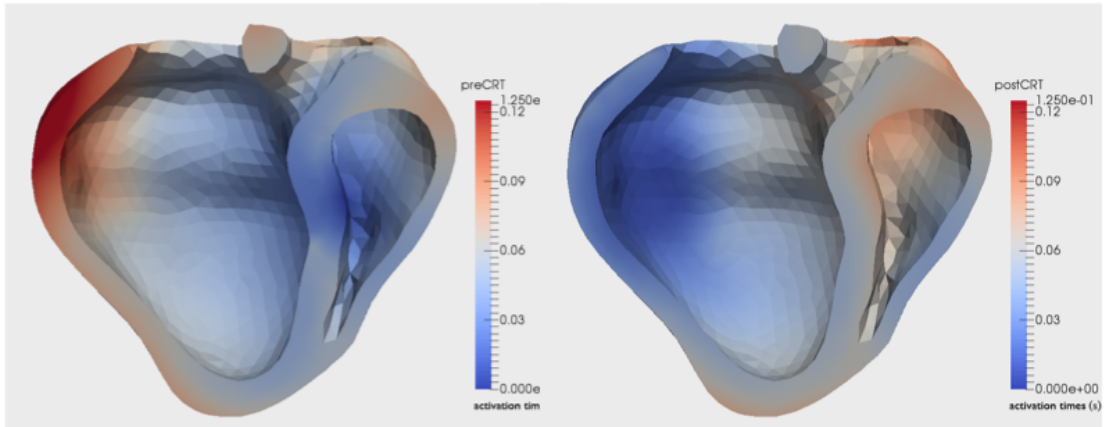 preCRT
1.250e
0.12
0.09
0.06
0.03
0.000e
activation tim
postCRT
1.250e-01
0.12
0.09
0.06
0.03
0.000e+00
activation times (s)